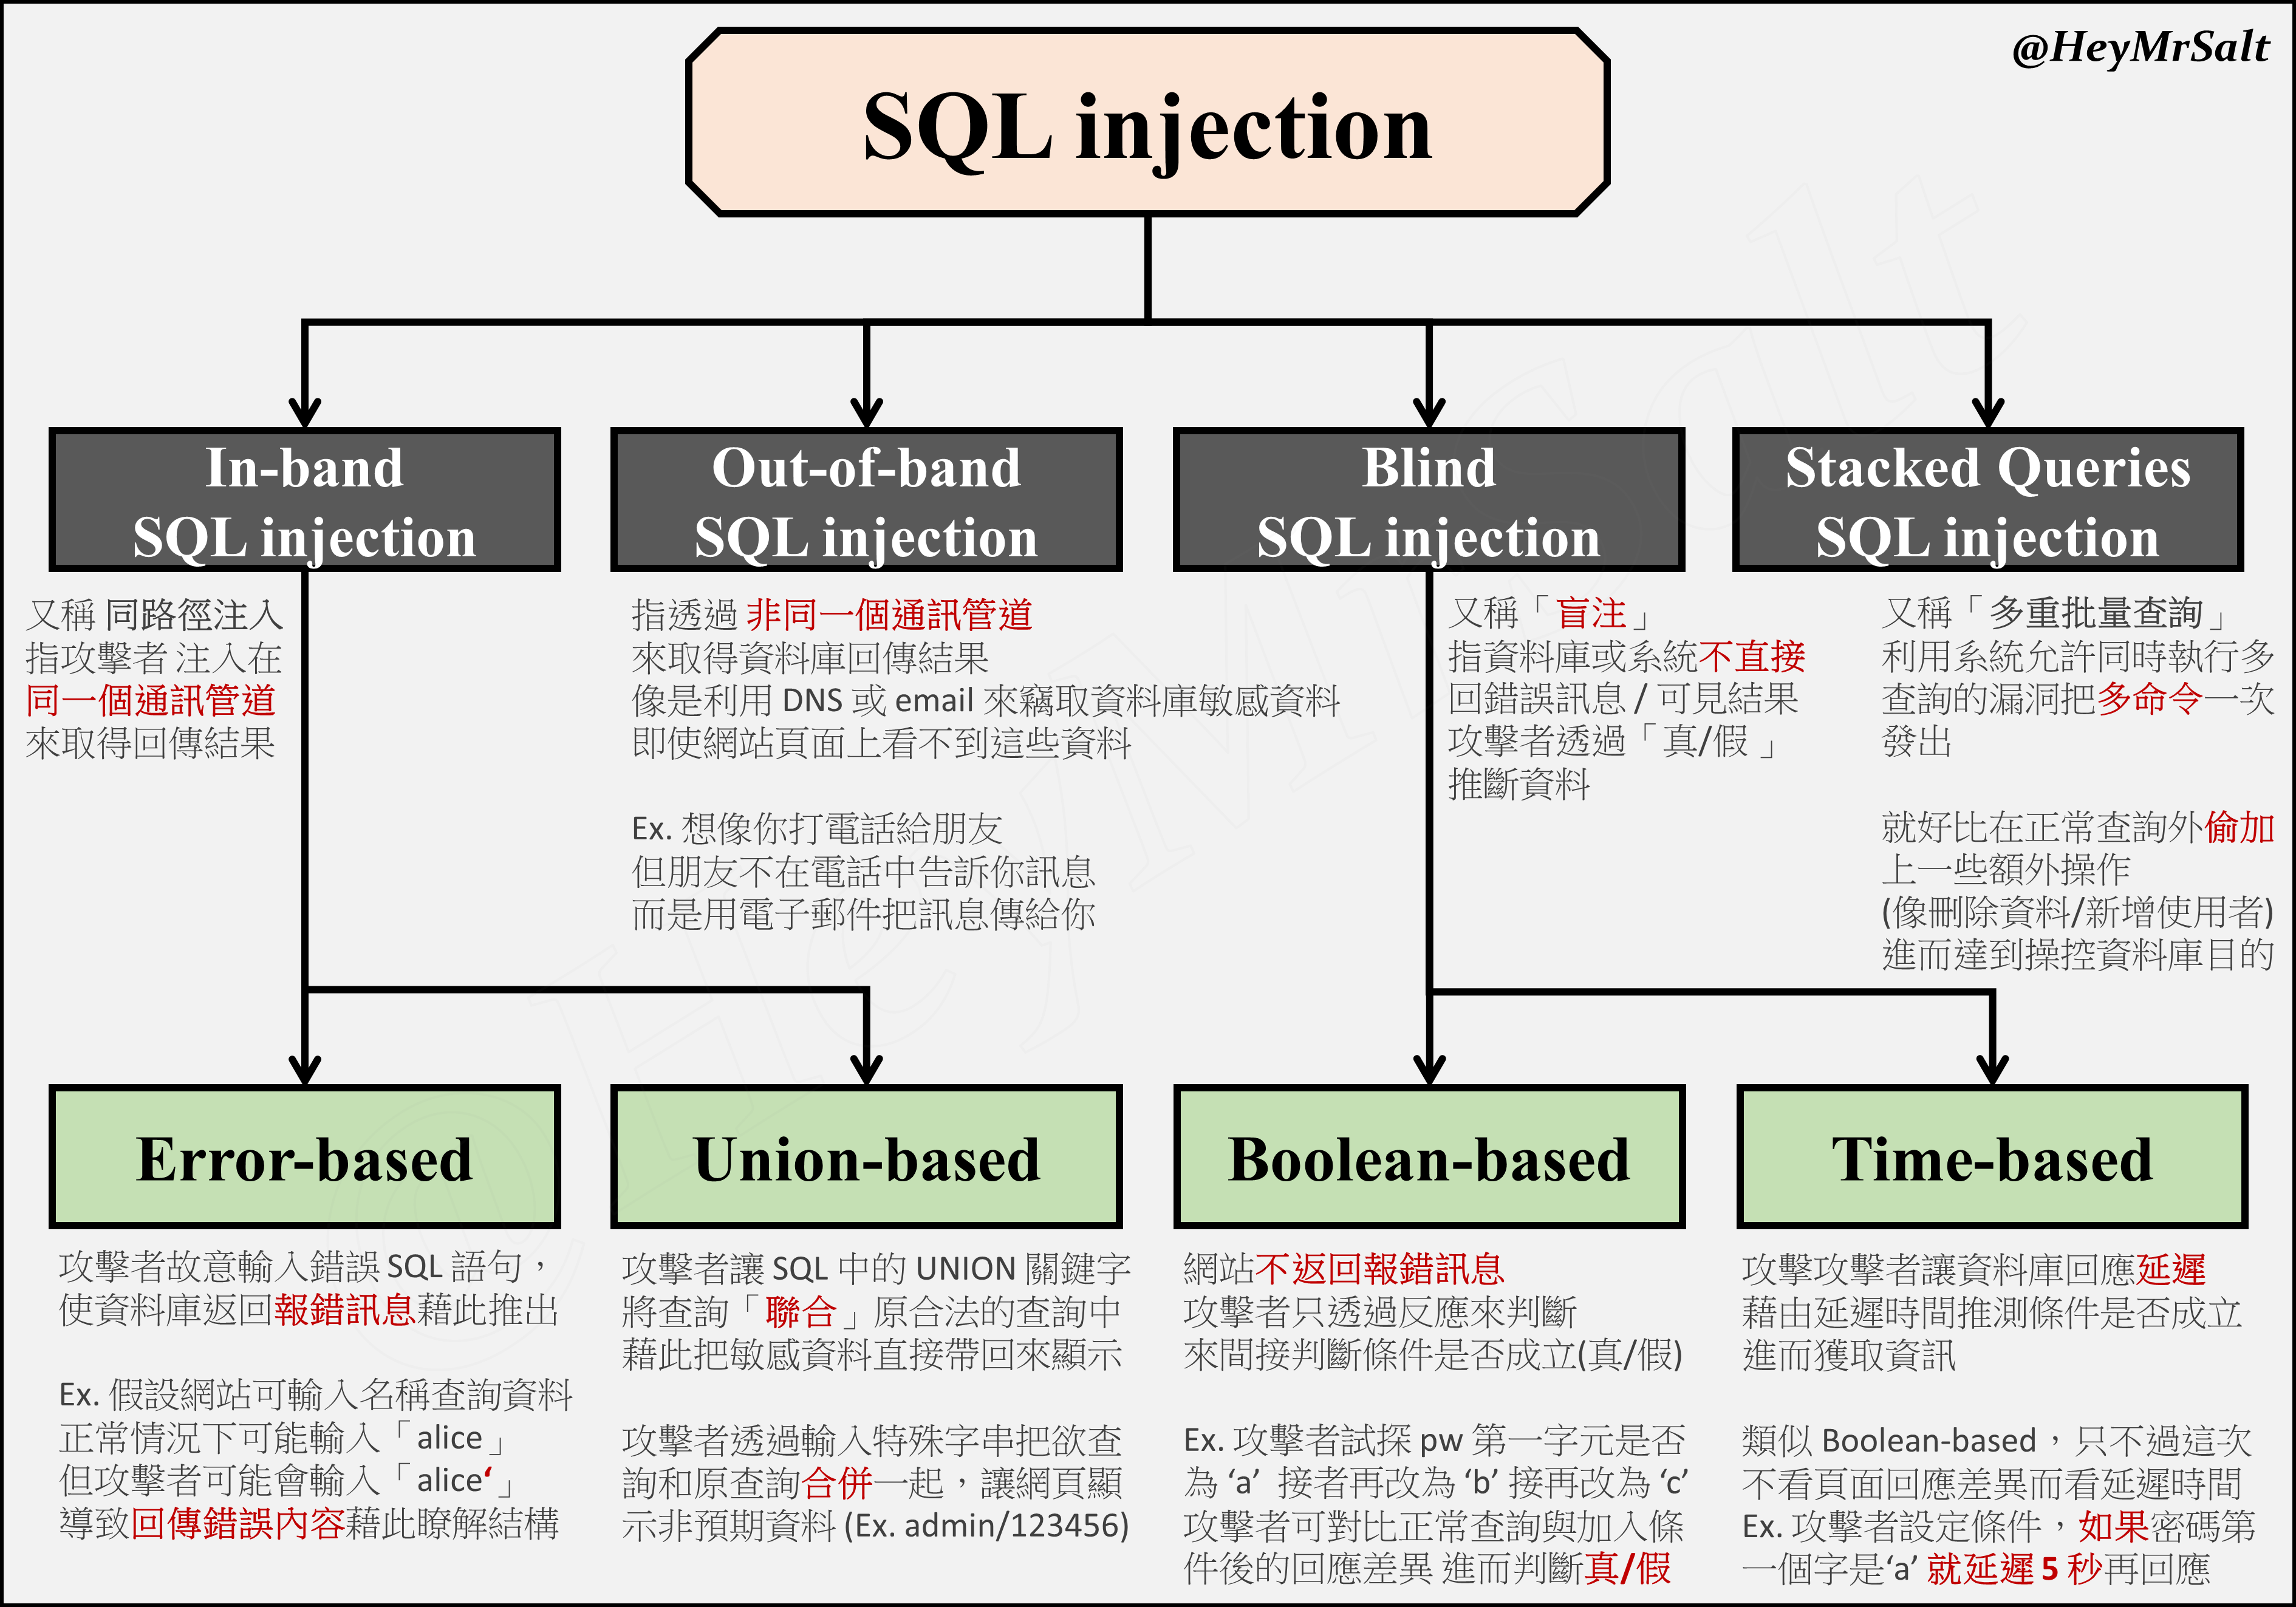 @HeyMrSalt
SQL injection
In-band
SQL injection
又稱 同路徑注入
指攻擊者 注入在
同一個通訊管道
來取得回傳結果
Out-of-band
SQL injection
指透過 非同一個通訊管道
來取得資料庫回傳結果
像是利用 DNS 或 email 來竊取資料庫敏感資料
即使網站頁面上看不到這些資料
Ex. 想像你打電話給朋友
但朋友不在電話中告訴你訊息
而是用電子郵件把訊息傳給你
Blind
SQL injection
又稱「盲注」
指資料庫或系統不直接
回錯誤訊息 / 可見結果
攻擊者透過「真/假 」
推斷資料
Stacked Queries
SQL injection
又稱「多重批量查詢」
利用系統允許同時執行多
查詢的漏洞把多命令一次
發出
就好比在正常查詢外偷加
上一些額外操作
(像刪除資料/新增使用者)
進而達到操控資料庫目的
Error-based
攻擊者故意輸入錯誤 SQL 語句，
使資料庫返回報錯訊息藉此推出
Ex. 假設網站可輸入名稱查詢資料
正常情況下可能輸入「alice」
但攻擊者可能會輸入「alice‘」
導致回傳錯誤內容藉此瞭解結構
Union-based
攻擊者讓 SQL 中的 UNION 關鍵字
將查詢「聯合」原合法的查詢中
藉此把敏感資料直接帶回來顯示
攻擊者透過輸入特殊字串把欲查
詢和原查詢合併一起，讓網頁顯
示非預期資料 (Ex. admin/123456)
Boolean-based
網站不返回報錯訊息
攻擊者只透過反應來判斷
來間接判斷條件是否成立(真/假)
Ex. 攻擊者試探 pw 第一字元是否
為 ‘a’ 接者再改為 ‘b’ 接再改為 ‘c’
攻擊者可對比正常查詢與加入條
件後的回應差異 進而判斷真/假
Time-based
攻擊攻擊者讓資料庫回應延遲
藉由延遲時間推測條件是否成立
進而獲取資訊
類似 Boolean-based，只不過這次
不看頁面回應差異而看延遲時間
Ex. 攻擊者設定條件，如果密碼第
一個字是‘a’ 就延遲 5 秒再回應
@HeyMrSalt